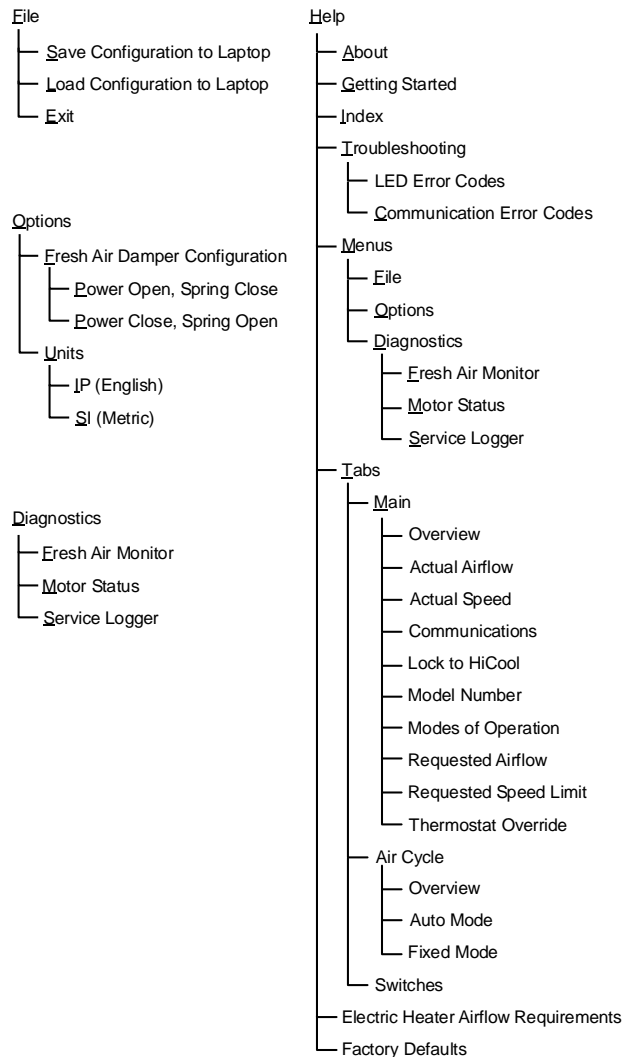 File
Save Configuration to Laptop
Load Configuration to Laptop
Exit
Options
Fresh Air Damper Configuration
Power Open, Spring Close
Power Close, Spring Open
Units
IP (English)
SI (Metric)
Diagnostics
Fresh Air Monitor
Motor Status
Service Logger
Help
About
Getting Started
Index
Troubleshooting
LED Error Codes
Communication Error Codes
Menus
File
Options
Diagnostics
Fresh Air Monitor
Motor Status
Service Logger
Tabs
Main
Overview
Actual Airflow
Actual Speed
Communications
Lock to HiCool
Model Number
Modes of Operation
Requested Airflow
Requested Speed Limit
Thermostat Override
Air Cycle
Overview
Auto Mode
Fixed Mode
Switches
Electric Heater Airflow Requirements
Factory Defaults